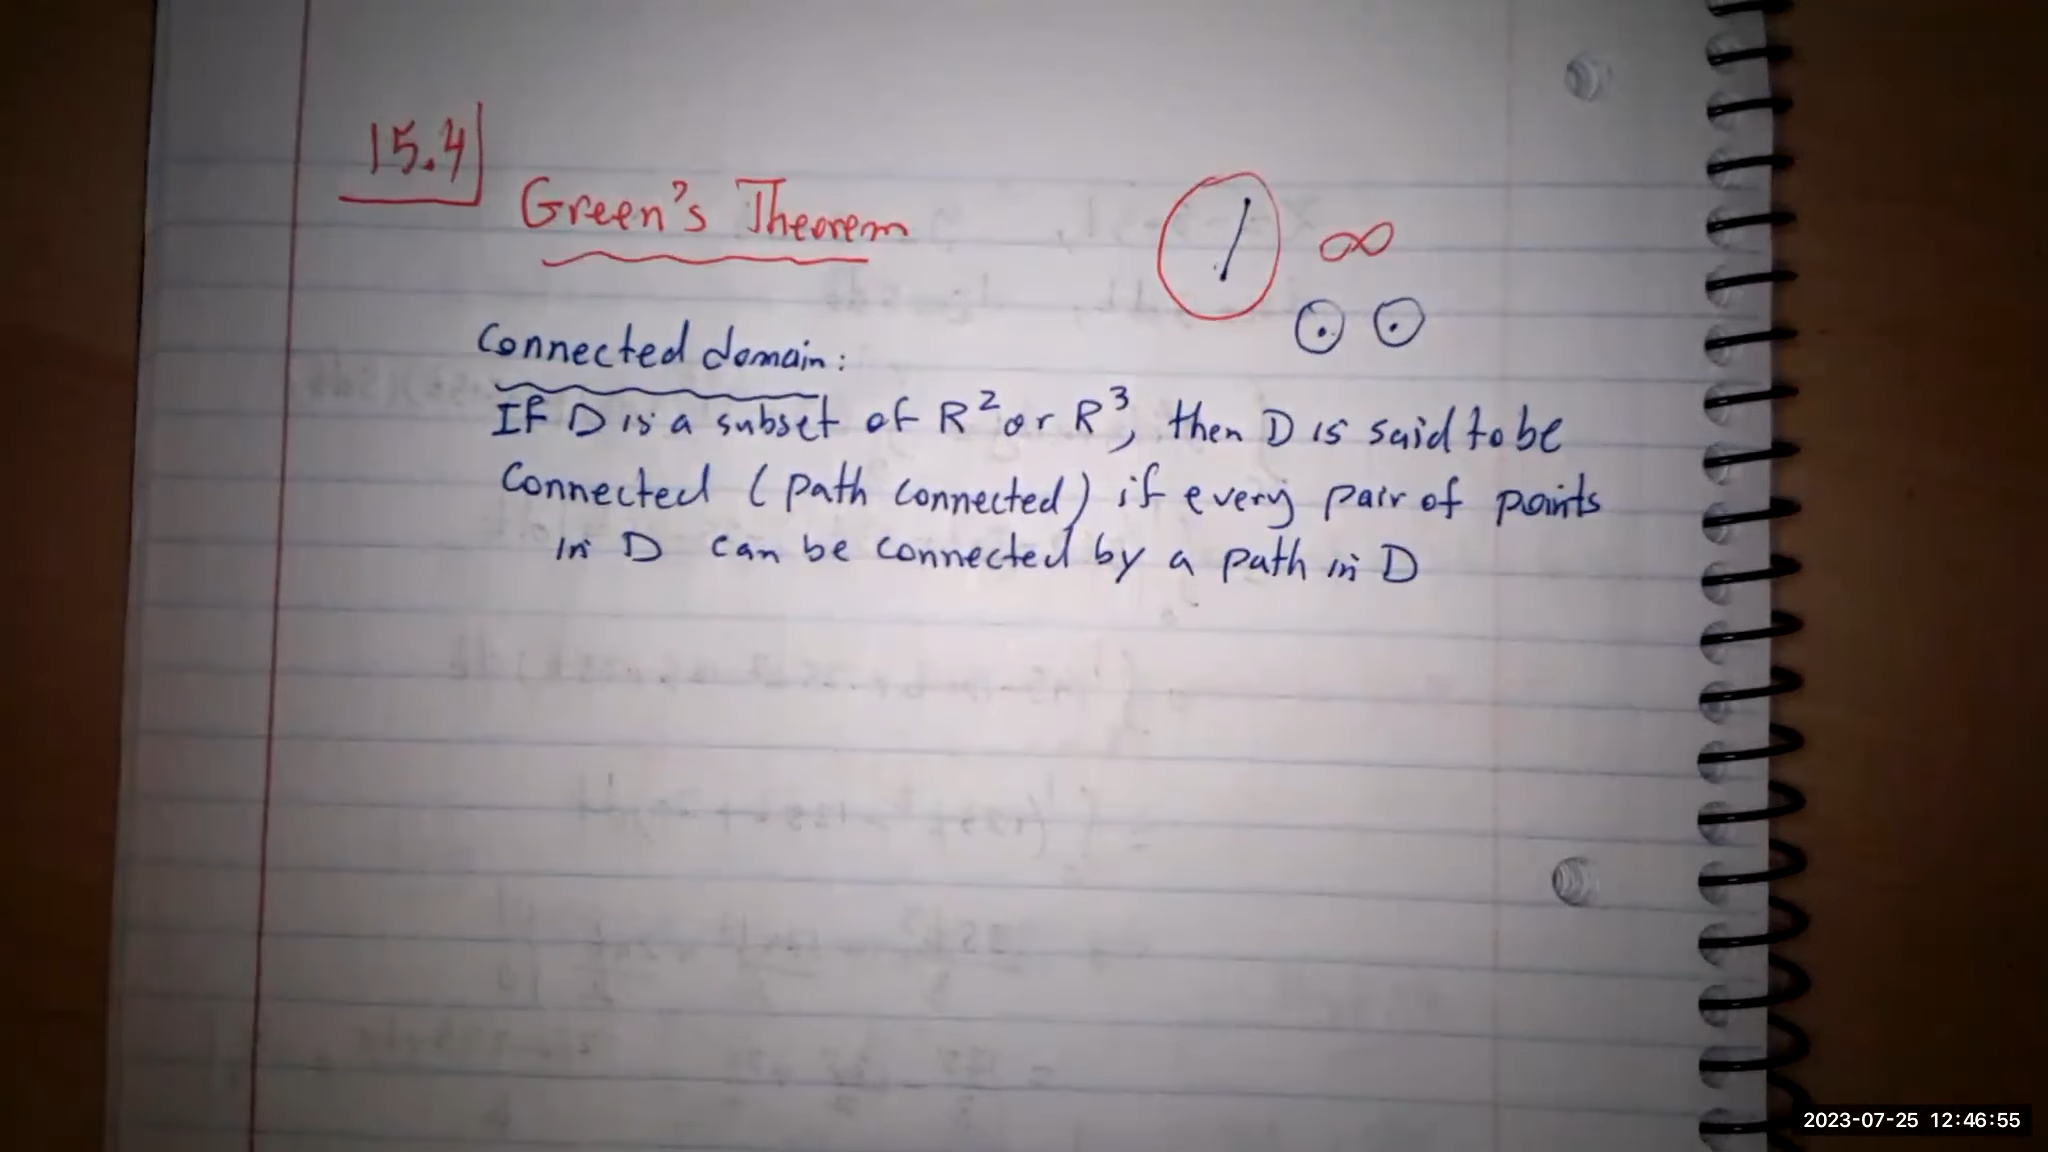 15.4
Green's Theorem
∞
Connected domain:
If D is a subset of R² or R³, then D is said to be
Connected (path connected) if every pair of points
in D can be connected by a path in D
2023-07-25 12:46:55